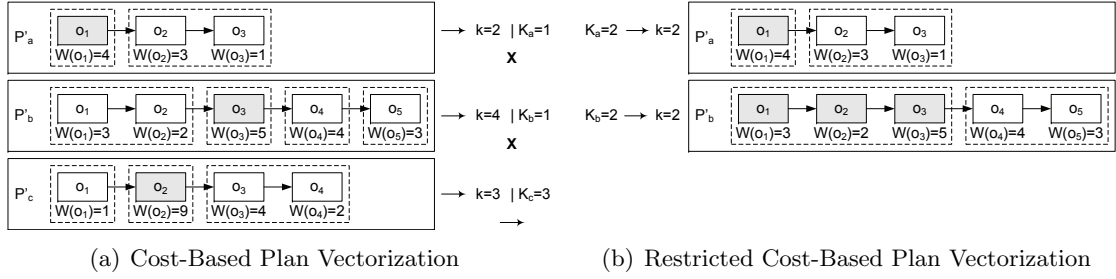 o1 o2 o3 k=2 | Ka=1 Ka=2 k=2 o1 o2 o3
P'a P'a
W(o1)=4 W(o2)=3 W(o3)=1 X W(o1)=4 W(o2)=3 W(o3)=1
o1 o2 o3 o4 o5 k=4 | Kb=1 Kb=2 k=2 o1 o2 o3 o4 o5
P'b P'b
W(o1)=3 W(o2)=2 W(o3)=5 W(o4)=4 W(o5)=3 X W(o1)=3 W(o2)=2 W(o3)=5 W(o4)=4 W(o5)=3
P'c o1 o2 o3 o4 k=3 | Kc=3
W(o1)=1 W(o2)=9 W(o3)=4 W(o4)=2
(a) Cost-Based Plan Vectorization (b) Restricted Cost-Based Plan Vectorization